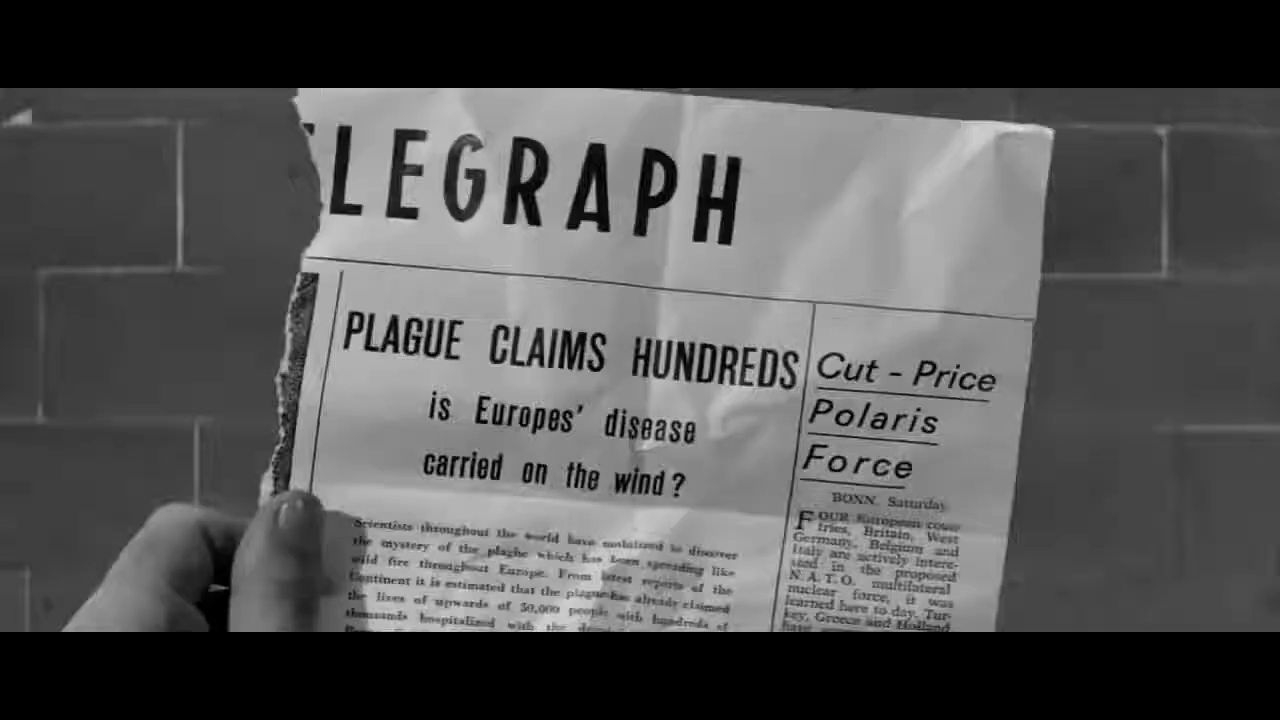 ELEGRAPH
PLAGUE CLAIMS HUNDREDS
is Europes' disease
carried on the wind?
Scientists throughout the world have mobilized to discover
the mystery of the plague which has been spreading like
wild fire throughout Europe. From latest reports of the
Continent it is estimated that the plague has already claimed
the lives of upwards of 50,000 people with hundreds of
thousands hospitalized with the
Cut - Price
Polaris
Force
BONN, Saturday.
FOUR European coun-
tries, Britain, West
Germany, Belgium and
Italy are actively intere-
sted in the proposed
N.A.T.O. multilateral
nuclear force, it was
learned here to-day. Tur-
key, Greece and Holland
have